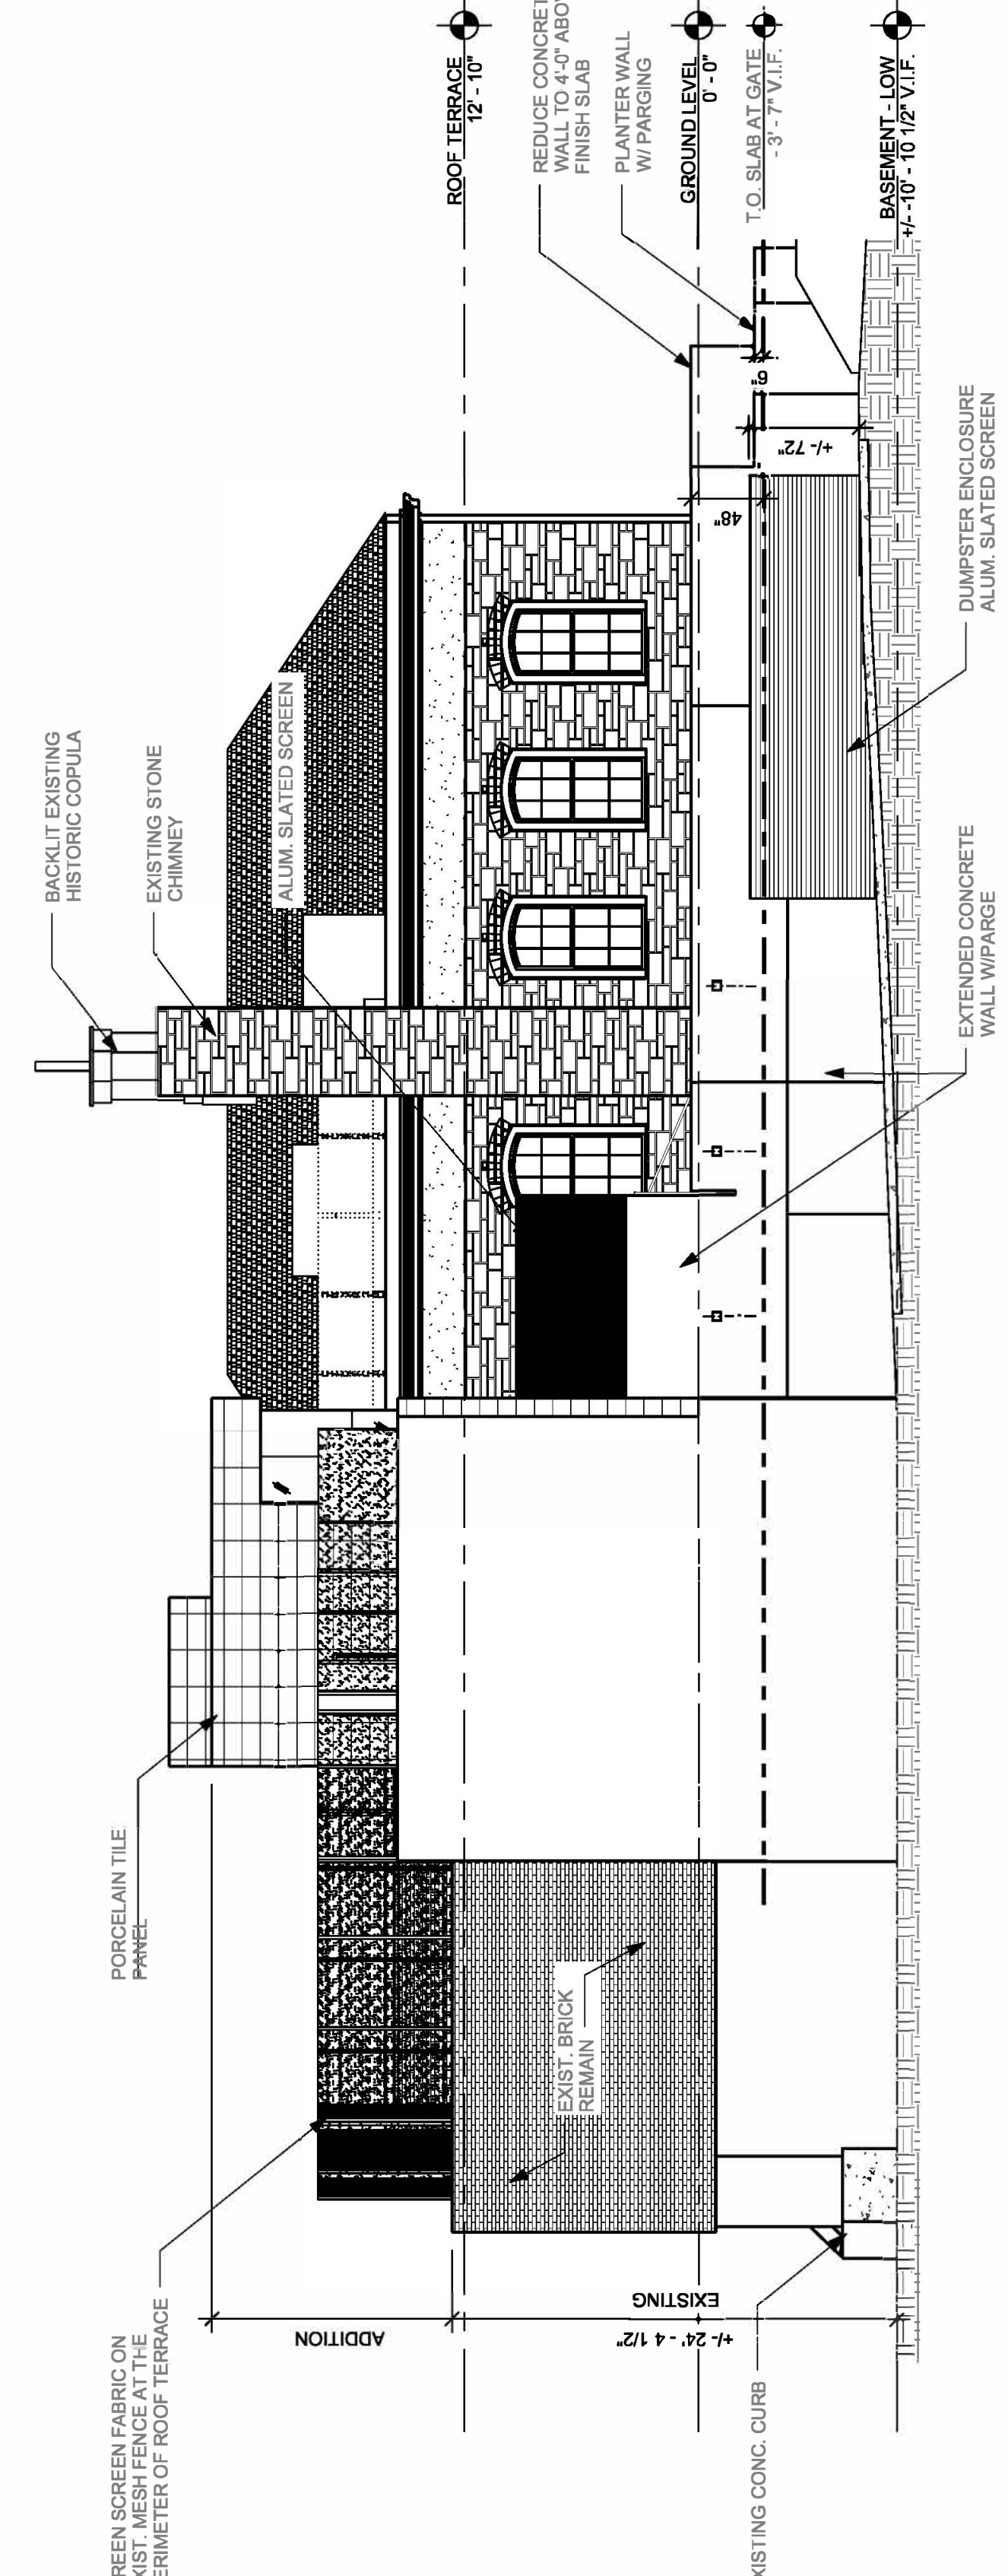 BACKLIT EXISTING
HISTORIC COPULA
EXISTING STONE
CHIMNEY
ALUM. SLATED SCREEN
PORCELAIN TILE
PANEL
REEN SCREEN FABRIC ON
XIST. MESH FENCE AT THE
ERIMETER OF ROOF TERRACE
ADDITION
EXISTING
+/- 24' - 4 1/2"
EXIST. BRICK
REMAIN
XISTING CONC. CURB
ROOF TERRACE
12' - 10"
REDUCE CONCRET
WALL TO 4'-0" ABOV
FINISH SLAB
PLANTER WALL
W/ PARGING
GROUND LEVEL
0' - 0"
T.O. SLAB AT GATE
- 3' - 7" V.I.F.
BASEMENT - LOW
+/- -10' - 10 1/2" V.I.F.
6"
48"
+/- 72"
DUMPSTER ENCLOSURE
ALUM. SLATED SCREEN
EXTENDED CONCRETE
WALL W/PARGE